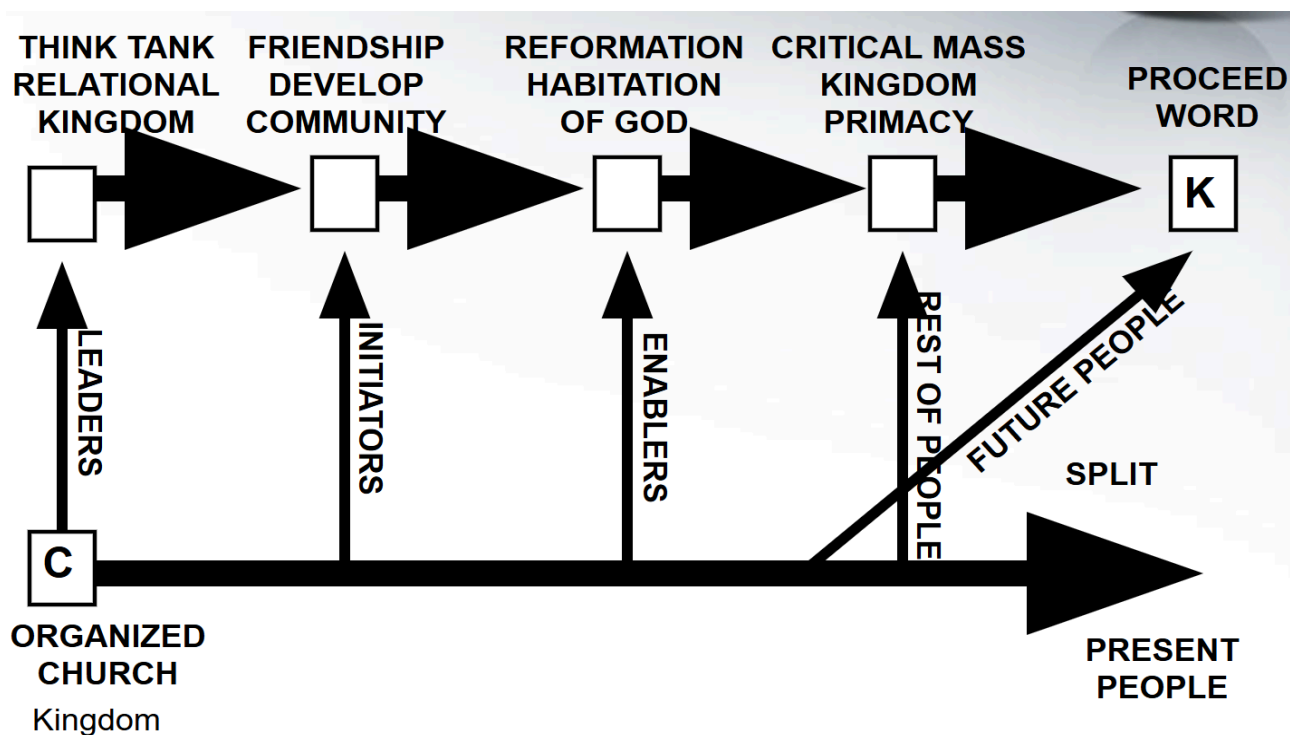 THINK TANK
RELATIONAL
KINGDOM
FRIENDSHIP
DEVELOP
COMMUNITY
REFORMATION
HABITATION
OF GOD
CRITICAL MASS
KINGDOM
PRIMACY
PROCEED
WORD
K
LEADERS
INITIATORS
ENABLERS
REST OF PEOPLE
FUTURE PEOPLE
SPLIT
C
ORGANIZED
CHURCH
Kingdom
PRESENT
PEOPLE